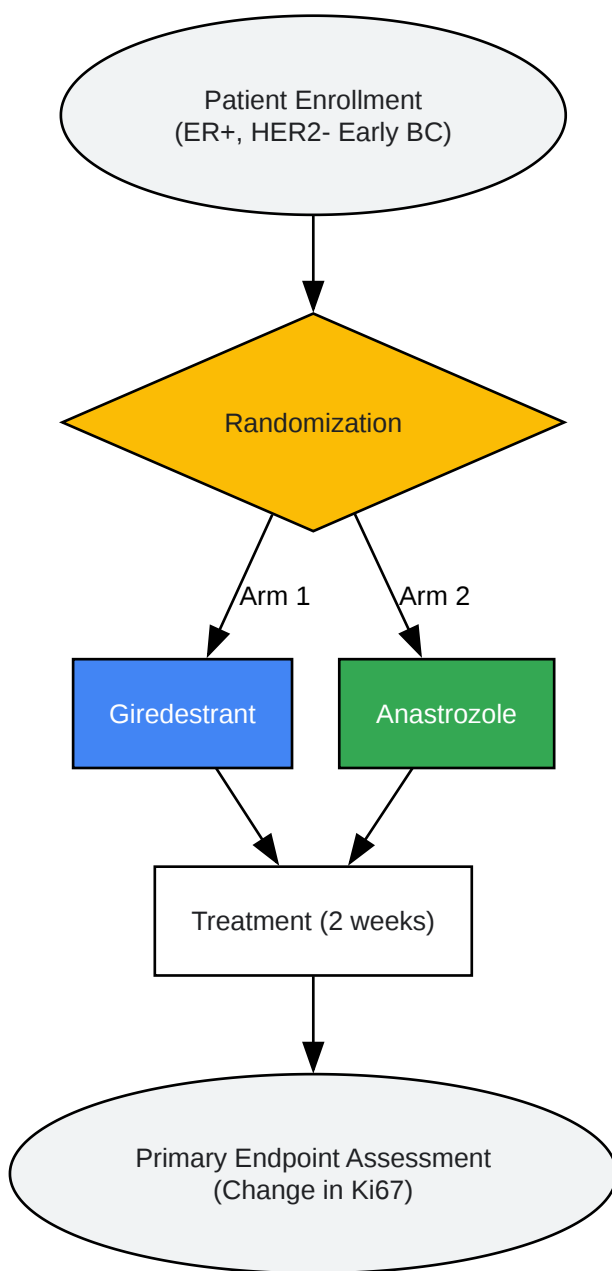 Patient Enrollment
(ER+, HER2- Early BC)
Randomization
Arm 1
Arm 2
Giredestrant
Anastrozole
Treatment (2 weeks)
Primary Endpoint Assessment
(Change in Ki67)